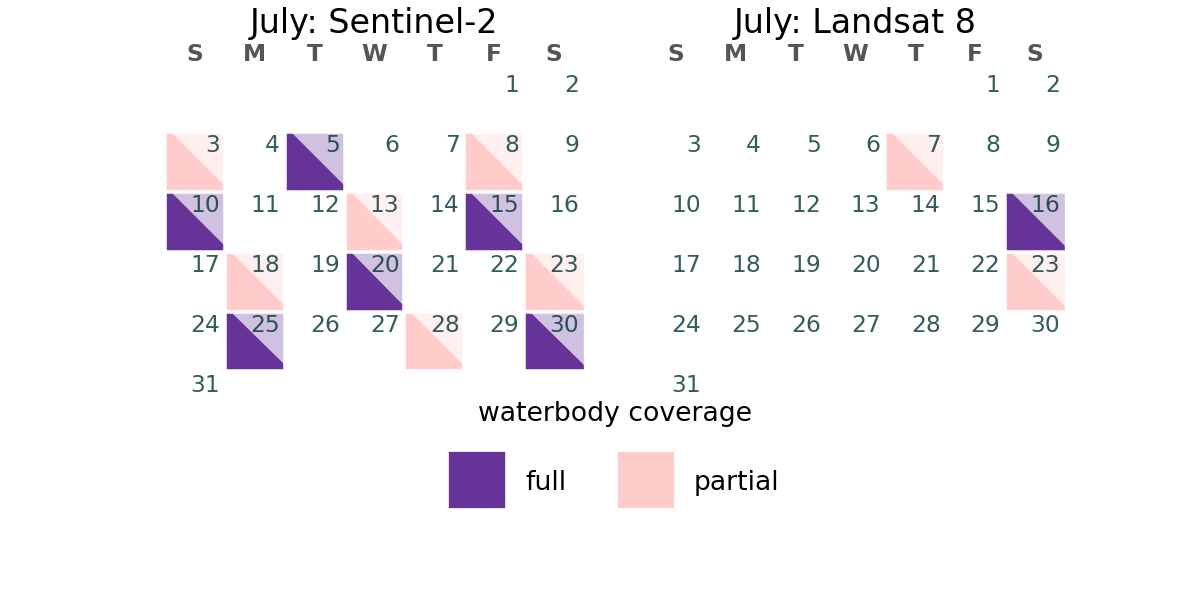 July: Sentinel-2
S M T W T F S
1 2
3 4 5 6 7 8 9
10 11 12 13 14 15 16
17 18 19 20 21 22 23
24 25 26 27 28 29 30
31
July: Landsat 8
S M T W T F S
1 2
3 4 5 6 7 8 9
10 11 12 13 14 15 16
17 18 19 20 21 22 23
24 25 26 27 28 29 30
31
waterbody coverage
full
partial